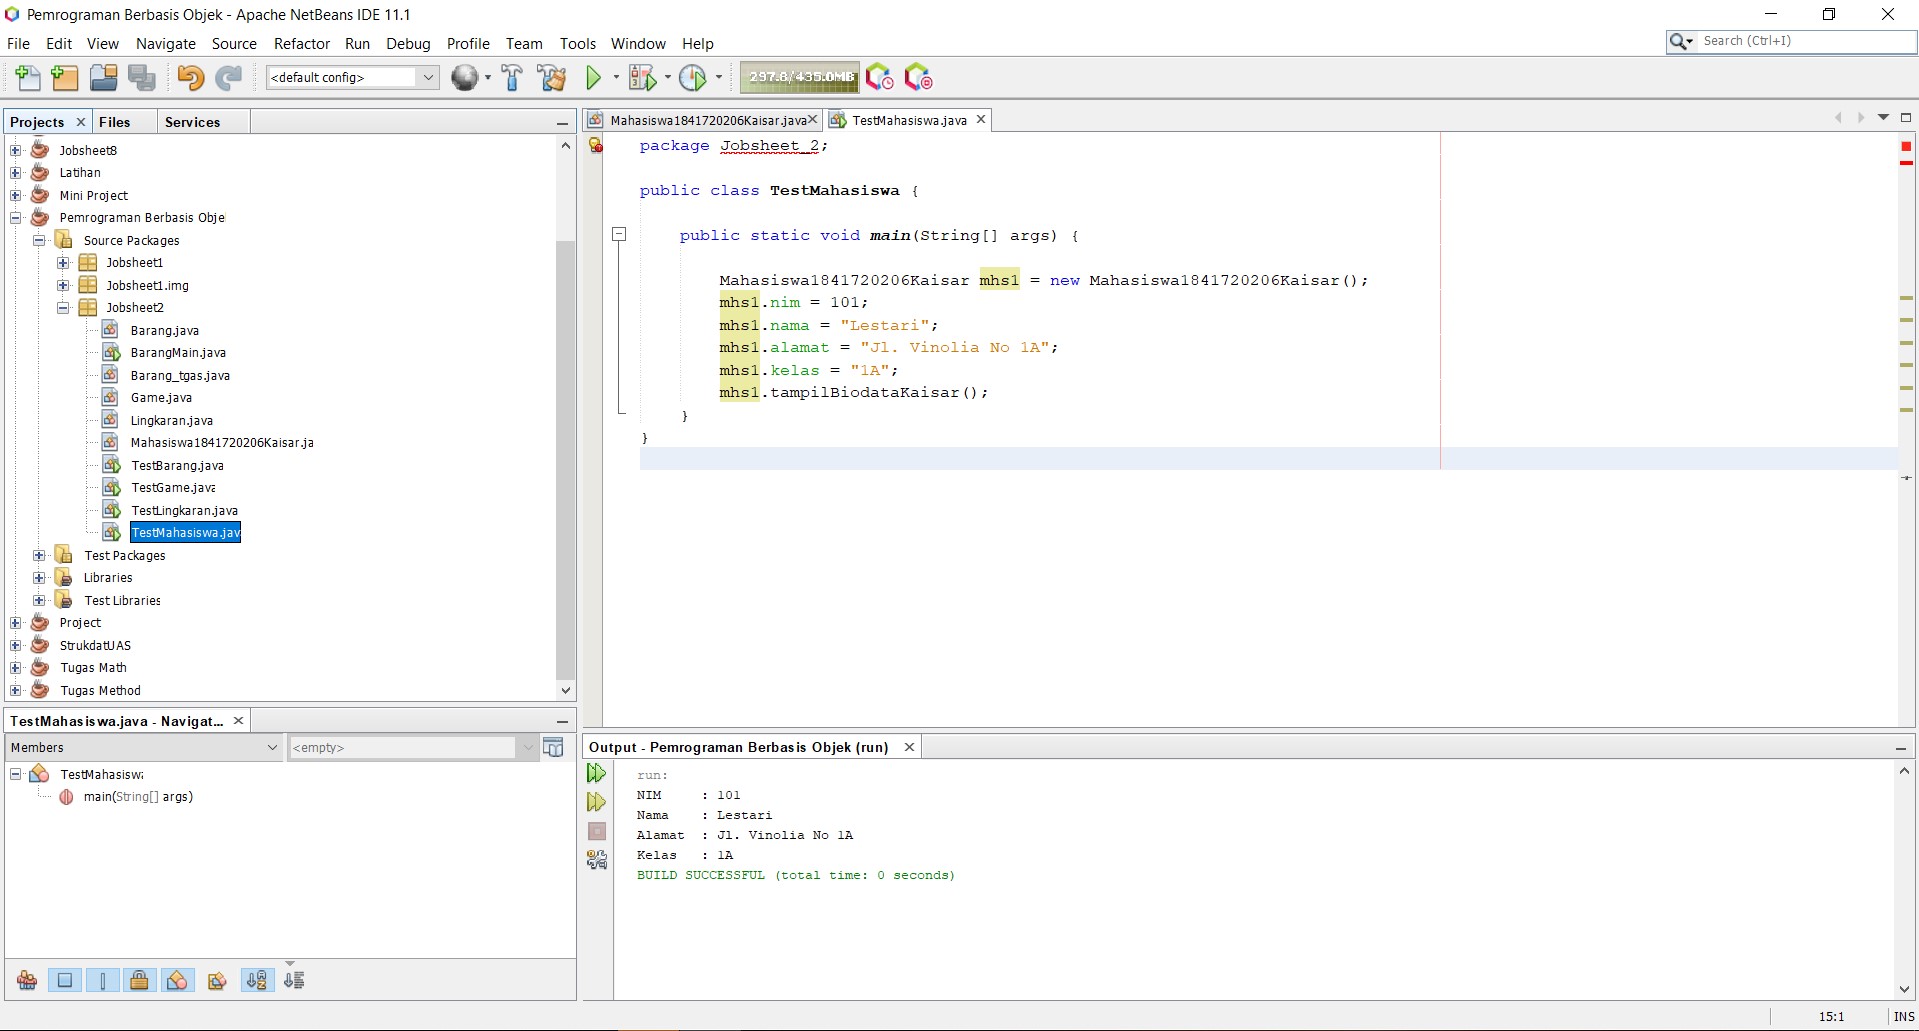 Pemrograman Berbasis Objek - Apache NetBeans IDE 11.1
File Edit View Navigate Source Refactor Run Debug Profile Team Tools Window Help
Search (Ctrl+I)
<default config>
297.8/435.0MB
Projects Files Services
Jobsheet8
Latihan
Mini Project
Pemrograman Berbasis Obje
Source Packages
Jobsheet1
Jobsheet1.img
Jobsheet2
Barang.java
BarangMain.java
Barang_tgas.java
Game.java
Lingkaran.java
Mahasiswa1841720206Kaisar.ja
TestBarang.java
TestGame.java
TestLingkaran.java
TestMahasiswa.jav
Test Packages
Libraries
Test Libraries
Project
StrukdatUAS
Tugas Math
Tugas Method
TestMahasiswa.java - Navigat...
Members <empty>
TestMahasiswa
main(String[] args)
Mahasiswa1841720206Kaisar.java TestMahasiswa.java
package Jobsheet_2;
public class TestMahasiswa {
public static void main(String[] args) {
Mahasiswa1841720206Kaisar mhs1 = new Mahasiswa1841720206Kaisar();
mhs1.nim = 101;
mhs1.nama = "Lestari";
mhs1.alamat = "Jl. Vinolia No 1A";
mhs1.kelas = "1A";
mhs1.tampilBiodataKaisar();
}
}
Output - Pemrograman Berbasis Objek (run)
run:
NIM : 101
Nama : Lestari
Alamat : Jl. Vinolia No 1A
Kelas : 1A
BUILD SUCCESSFUL (total time: 0 seconds)
15:1 INS